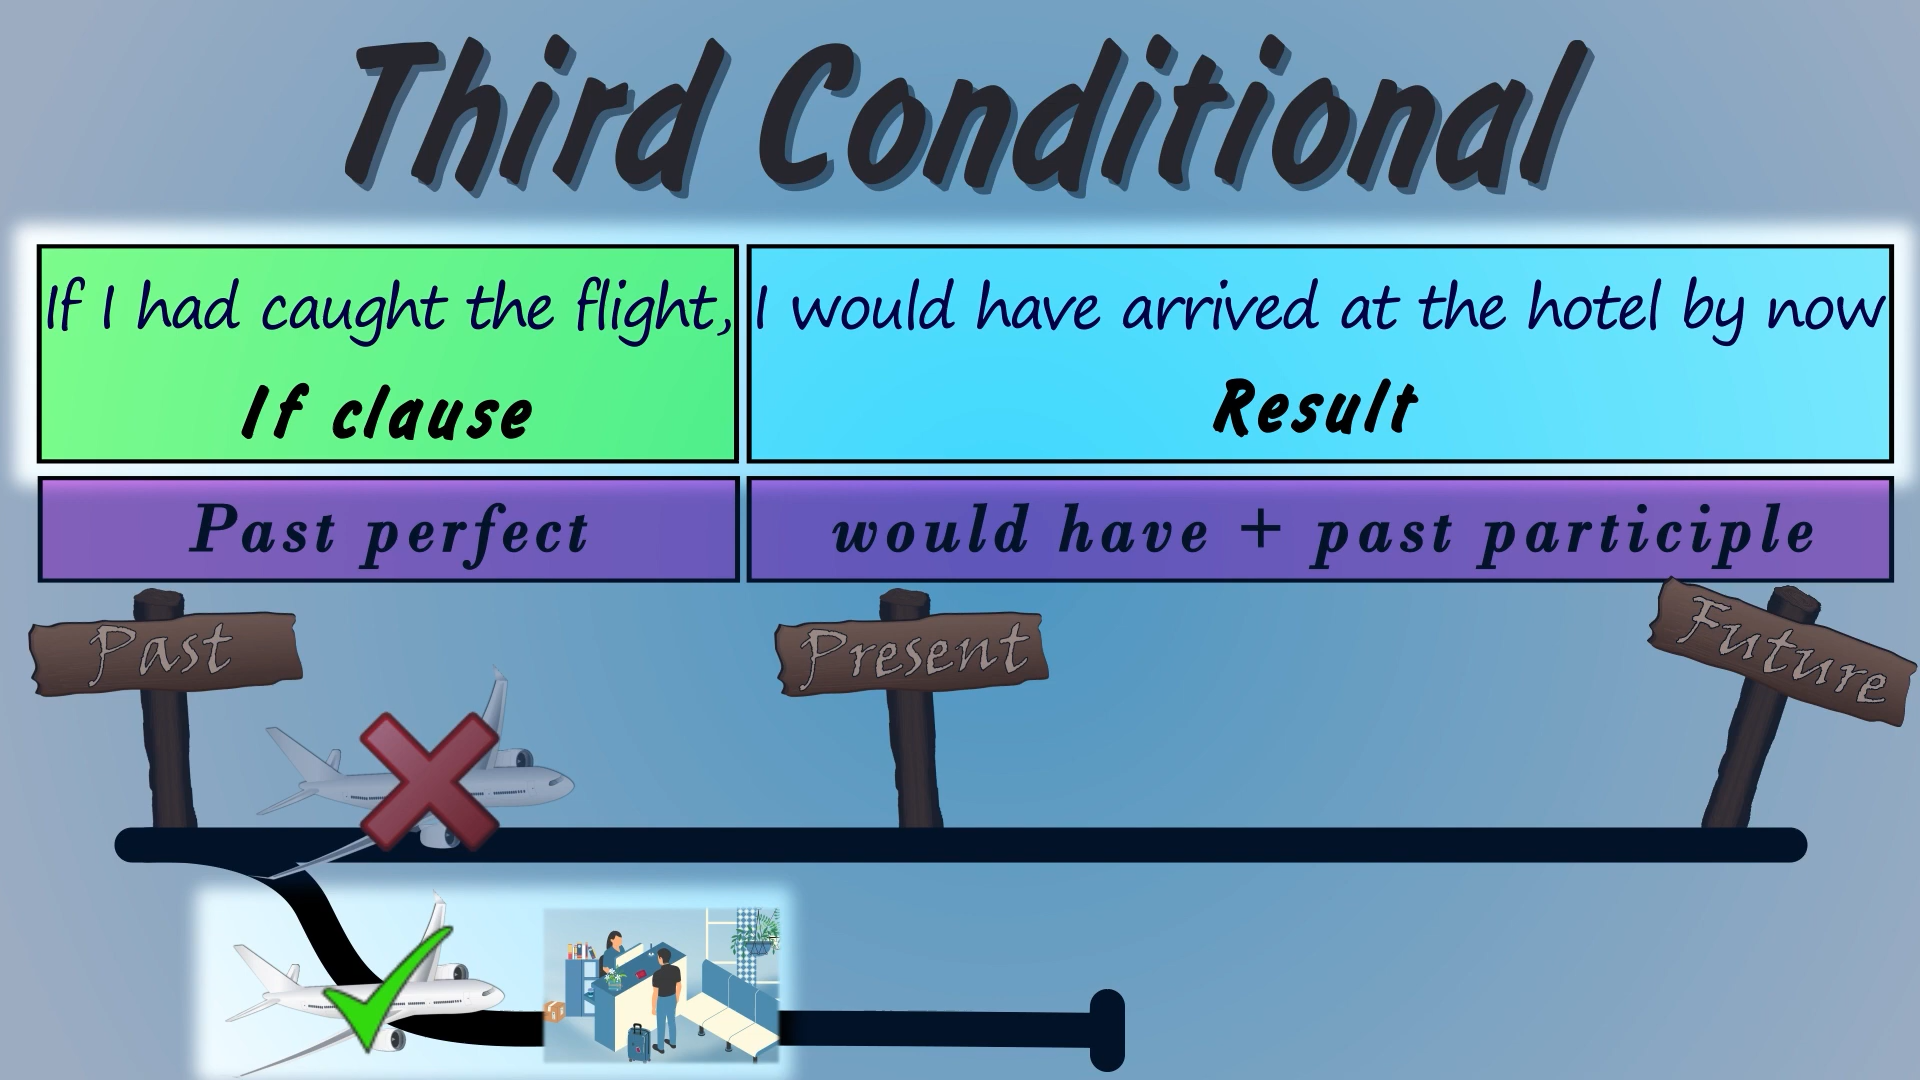 Third Conditional
If I had caught the flight,
I would have arrived at the hotel by now
If clause
Result
Past perfect
would have + past participle
Past
Present
Future